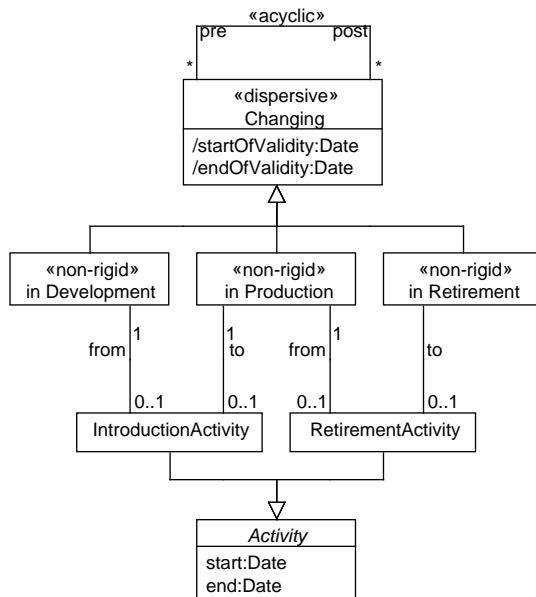 «acyclic»
pre post
* *
«dispersive»
Changing
/startOfValidity:Date
/endOfValidity:Date
«non-rigid» «non-rigid» «non-rigid»
in Development in Production in Retirement
1 1 1
from to from to
0..1 0..1 0..1 0..1
IntroductionActivity RetirementActivity
Activity
start:Date
end:Date